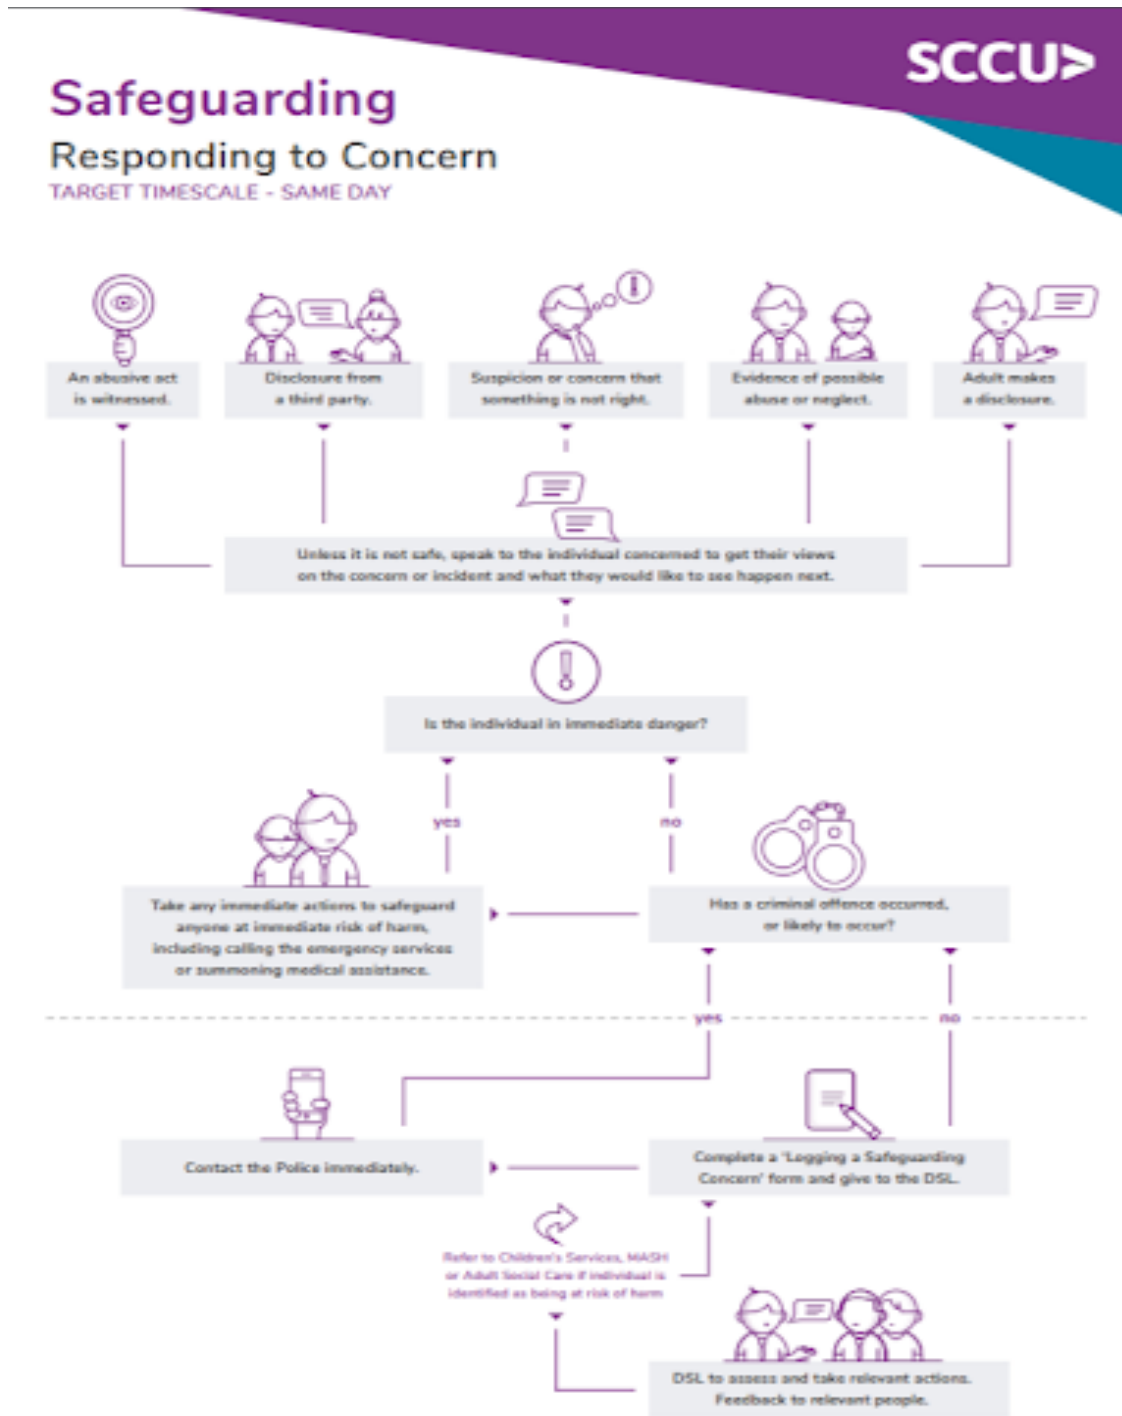 SCCU>
Safeguarding
Responding to Concern
TARGET TIMESCALE - SAME DAY
An abusive act
is witnessed.
Disclosure from
a third party.
Suspicion or concern that
something is not right.
Evidence of possible
abuse or neglect.
Adult makes
a disclosure.
Unless it is not safe, speak to the individual concerned to get their views
on the concern or incident and what they would like to see happen next.
Is the individual in immediate danger?
yes
no
Take any immediate actions to safeguard
anyone at immediate risk of harm,
including calling the emergency services
or summoning medical assistance.
Has a criminal offence occurred,
or likely to occur?
yes
no
Contact the Police immediately.
Complete a 'Logging a Safeguarding
Concern' form and give to the DSL.
Refer to Children's Services, MASH
or Adult Social Care if individual is
identified as being at risk of harm
DSL to assess and take relevant actions.
Feedback to relevant people.